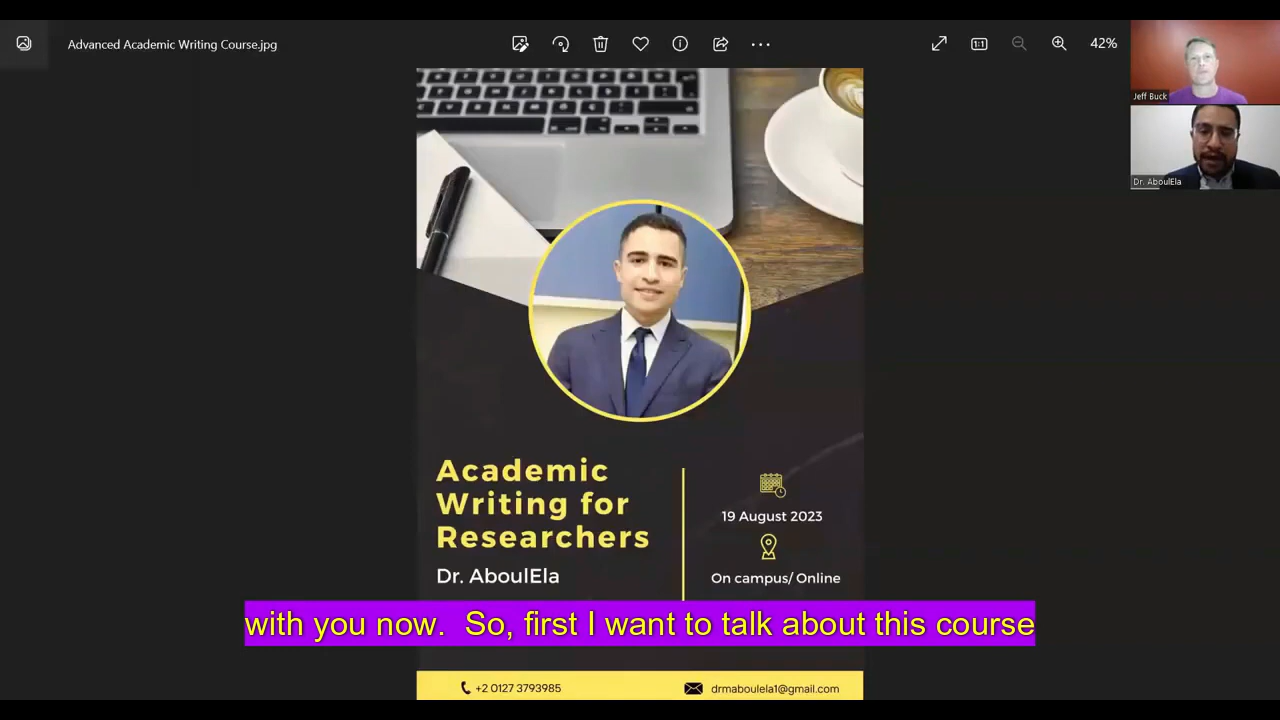 Advanced Academic Writing Course.jpg
1:1
42%
Jeff Buck
Dr. AboulEla
Academic
Writing for
Researchers
Dr. AboulEla
19 August 2023
On campus/ Online
with you now.  So, first I want to talk about this course
+2 0127 3793985
drmaboulela1@gmail.com